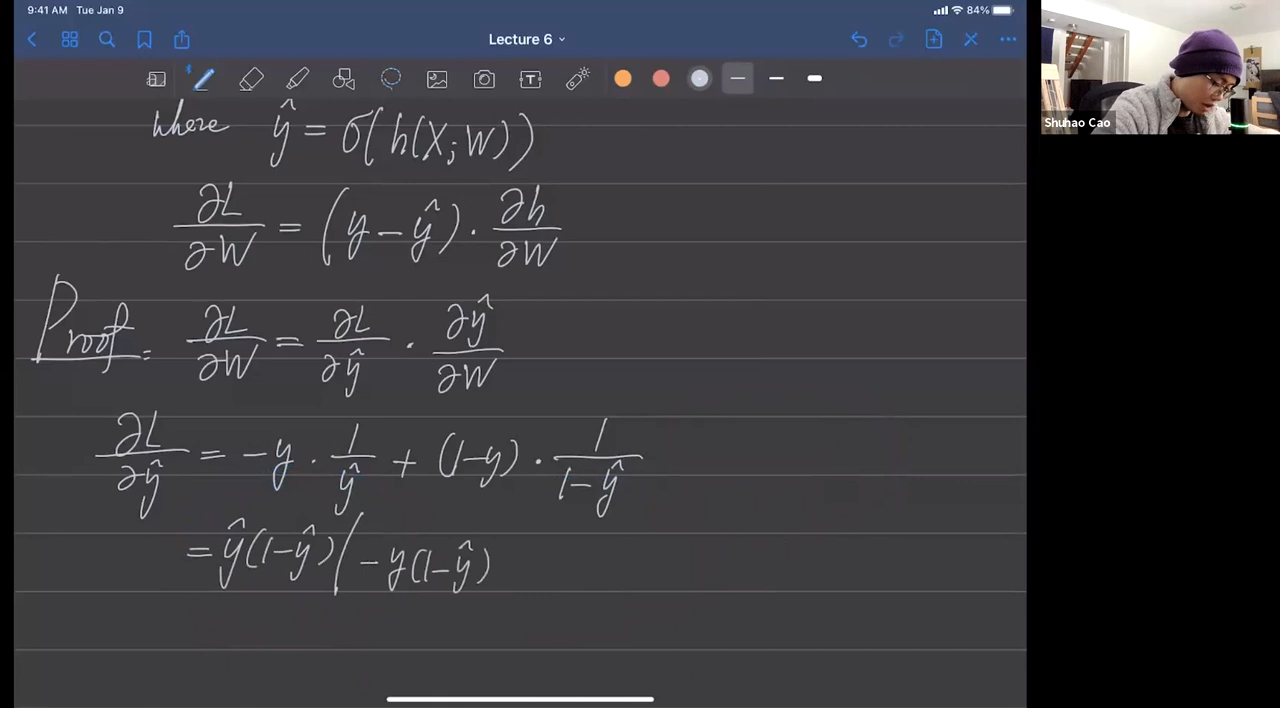 9:41 AM Tue Jan 9
84%
Lecture 6
Shuhao Cao
where ŷ = σ(h(X; W))
∂L/∂W = (y − ŷ) · ∂h/∂W
Proof: ∂L/∂W = ∂L/∂ŷ · ∂ŷ/∂W
∂L/∂ŷ = −y · 1/ŷ + (1−y) · 1/(1−ŷ)
= ŷ(1−ŷ)(−y(1−ŷ)